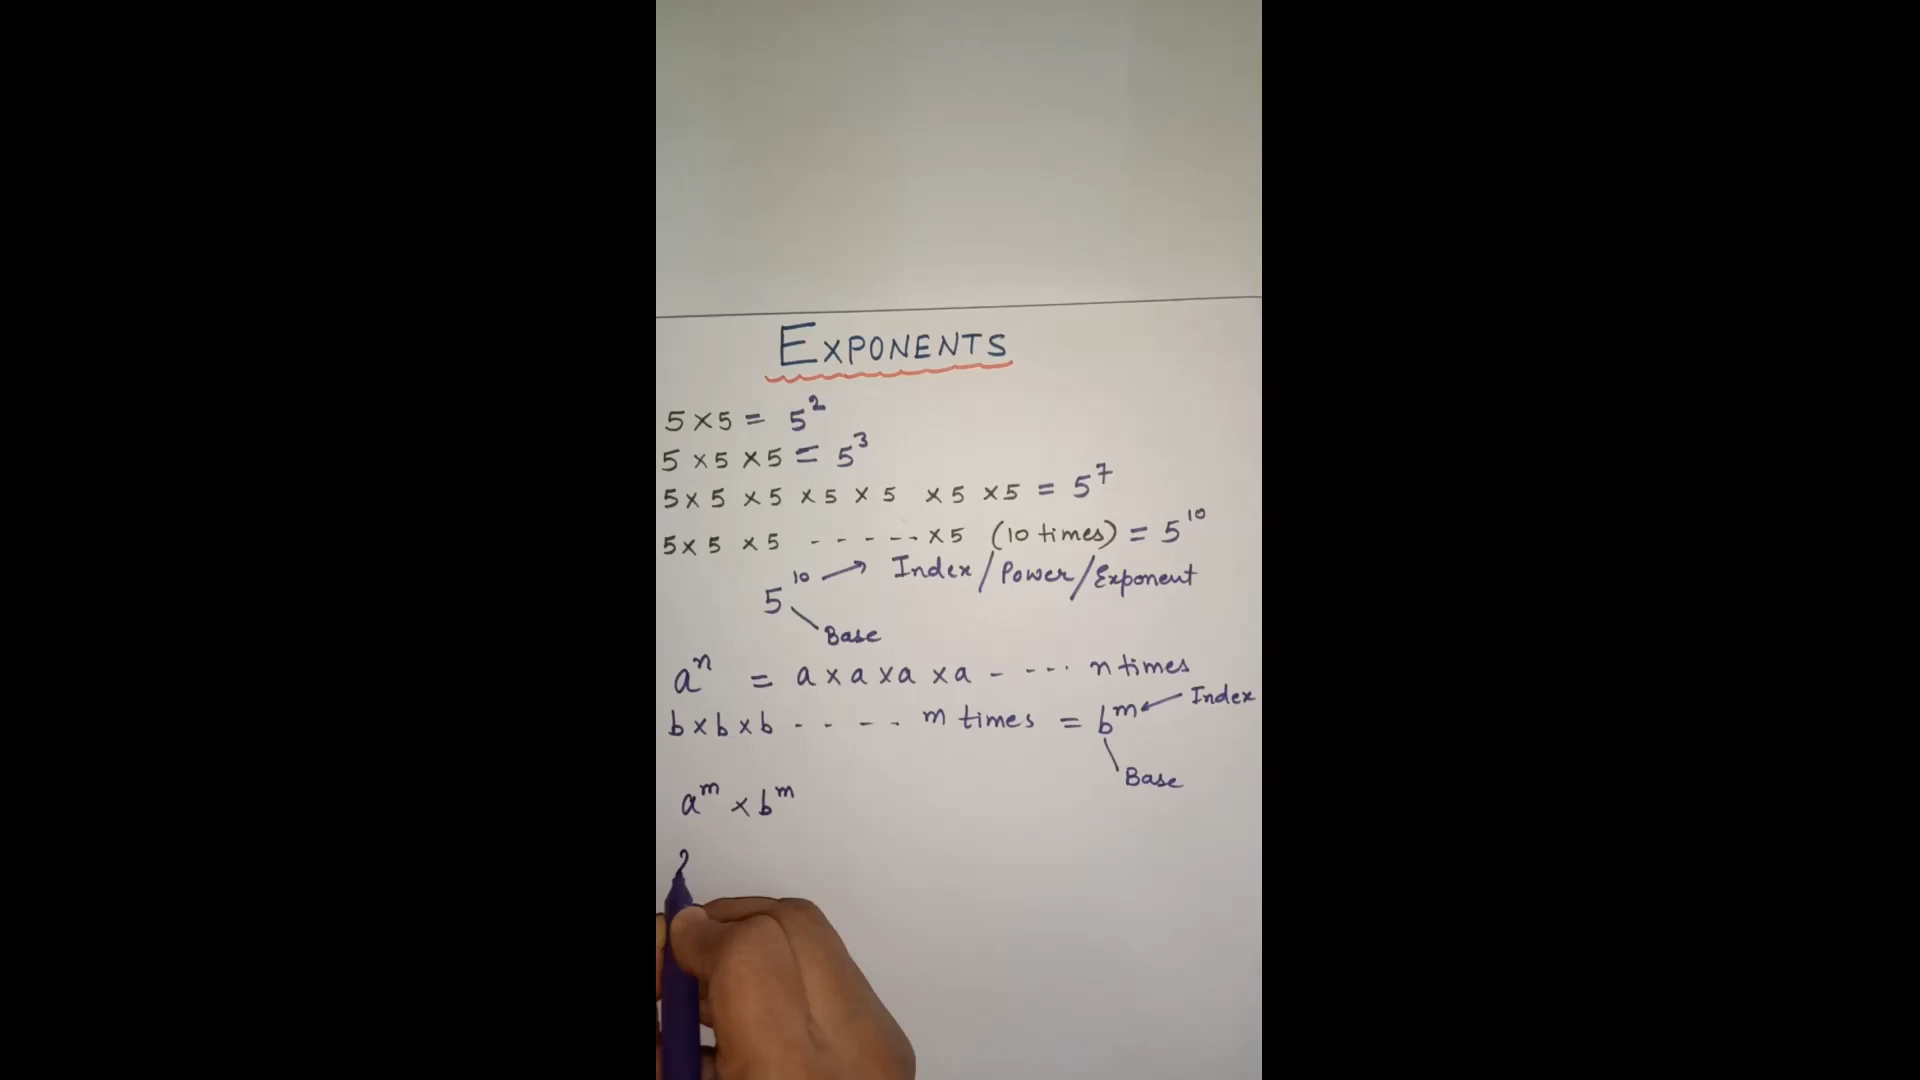 EXPONENTS
5 × 5 = 5²
5 × 5 × 5 = 5³
5 × 5 × 5 × 5 × 5 × 5 × 5 = 5⁷
5 × 5 × 5 - - - - - - × 5 (10 times) = 5¹⁰
5¹⁰ → Index/Power/Exponent
Base
aⁿ = a × a × a × a - - - - - n times
b × b × b - - - - - m times = bᵐ ← Index
Base
aᵐ × bᵐ
2